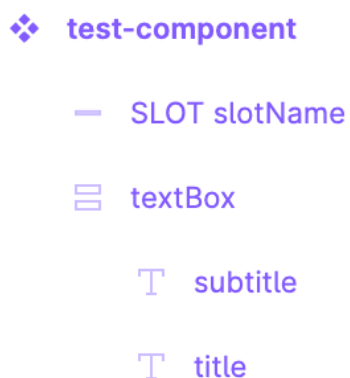 test-component
SLOT slotName
textBox
subtitle
title